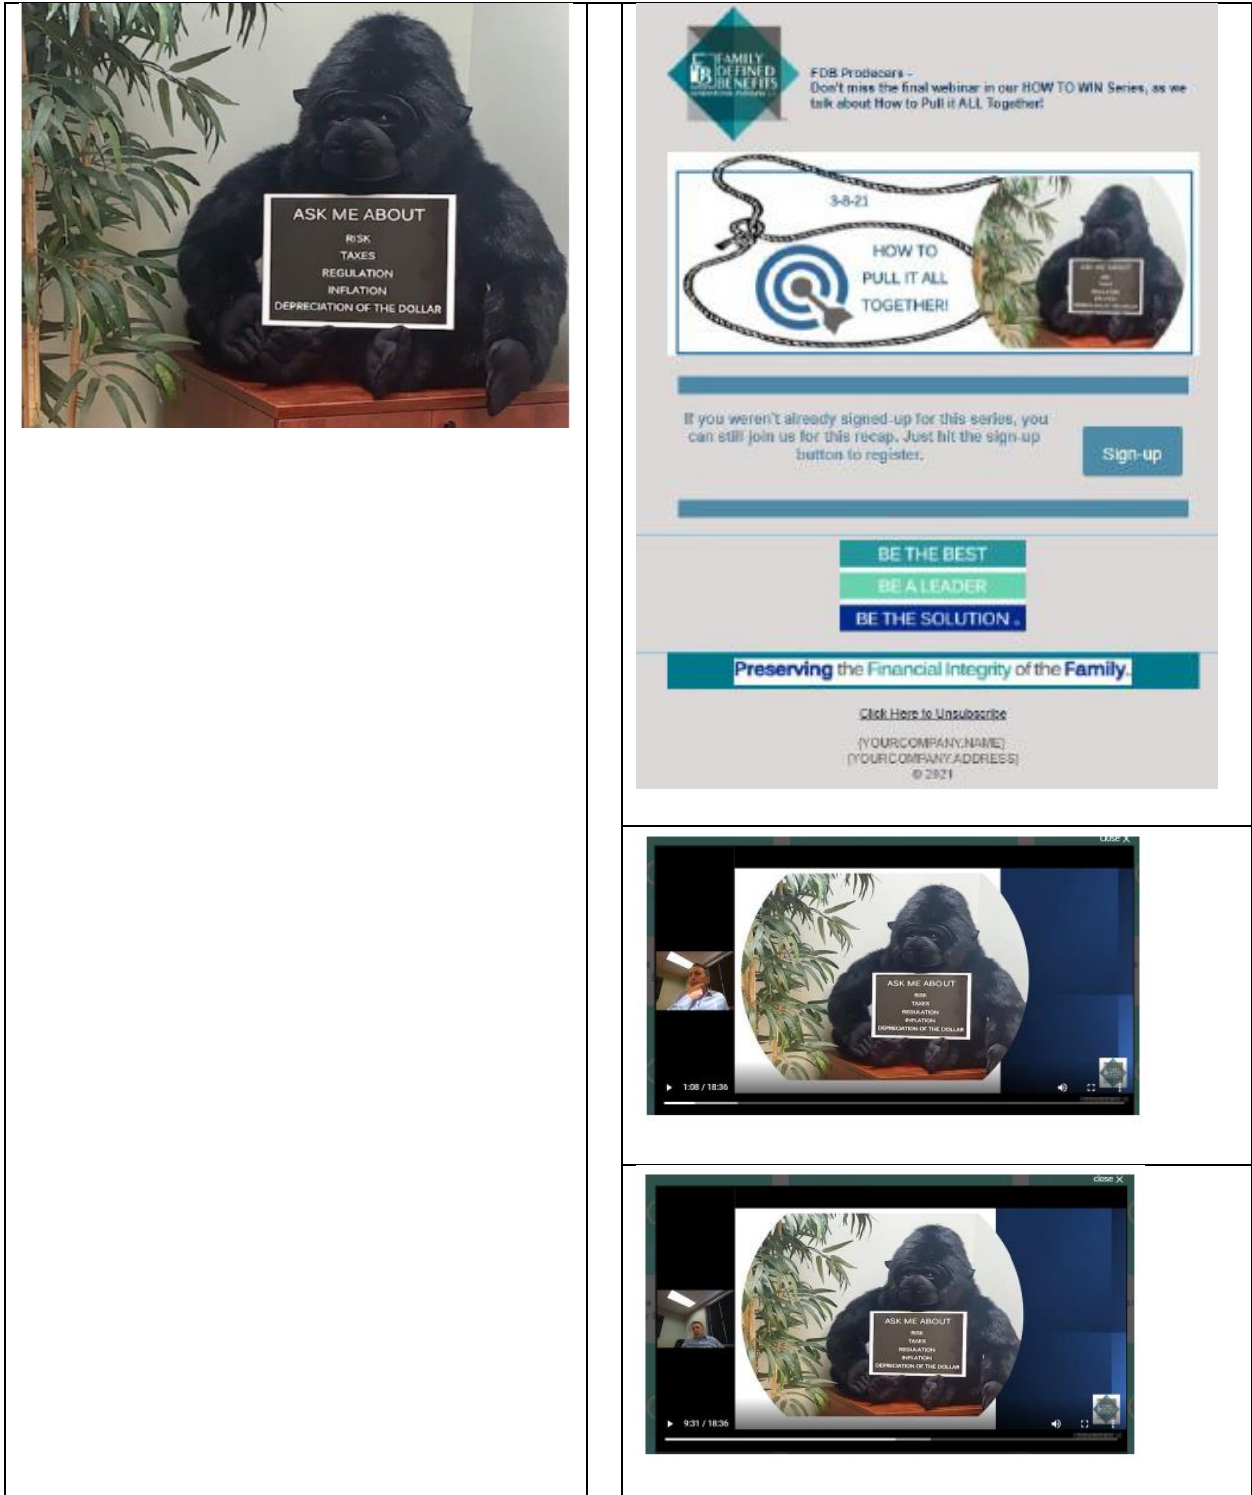 ASK ME ABOUT
RISK
TAXES
REGULATION
INFLATION
DEPRECIATION OF THE DOLLAR
FAMILY
DEFINED
BENEFITS
FDB Producers -
Don't miss the final webinar in our HOW TO WIN Series, as we
talk about How to Pull it ALL Together!
3-8-21
HOW TO
PULL IT ALL
TOGETHER!
ASK ME ABOUT
If you weren't already signed-up for this series, you
can still join us for this recap. Just hit the sign-up
button to register.
Sign-up
BE THE BEST
BE A LEADER
BE THE SOLUTION
Preserving the Financial Integrity of the Family.
Click Here to Unsubscribe
[YOURCOMPANY.NAME]
[YOURCOMPANY.ADDRESS]
© 2021
close X
ASK ME ABOUT
RISK
TAXES
REGULATION
INFLATION
DEPRECIATION OF THE DOLLAR
1:08 / 18:36
close X
ASK ME ABOUT
RISK
TAXES
REGULATION
INFLATION
DEPRECIATION OF THE DOLLAR
9:31 / 18:36